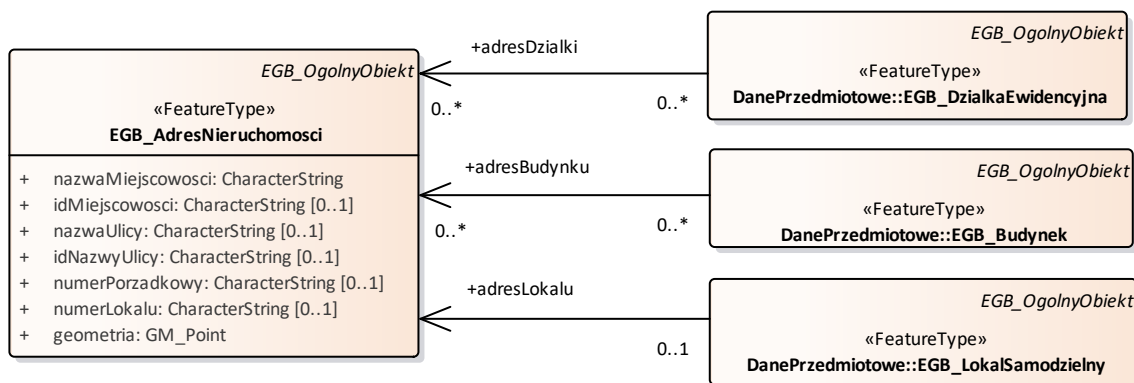 EGB_OgolnyObiekt
«FeatureType»
EGB_AdresNieruchomosci
+ nazwaMiejscowosci: CharacterString
+ idMiejscowosci: CharacterString [0..1]
+ nazwaUlicy: CharacterString [0..1]
+ idNazwyUlicy: CharacterString [0..1]
+ numerPorzadkowy: CharacterString [0..1]
+ numerLokalu: CharacterString [0..1]
+ geometria: GM_Point
+adresDzialki
0..*
0..*
EGB_OgolnyObiekt
«FeatureType»
DanePrzedmiotowe::EGB_DzialkaEwidencyjna
+adresBudynku
0..*
0..*
EGB_OgolnyObiekt
«FeatureType»
DanePrzedmiotowe::EGB_Budynek
+adresLokalu
0..1
EGB_OgolnyObiekt
«FeatureType»
DanePrzedmiotowe::EGB_LokalSamodzielny